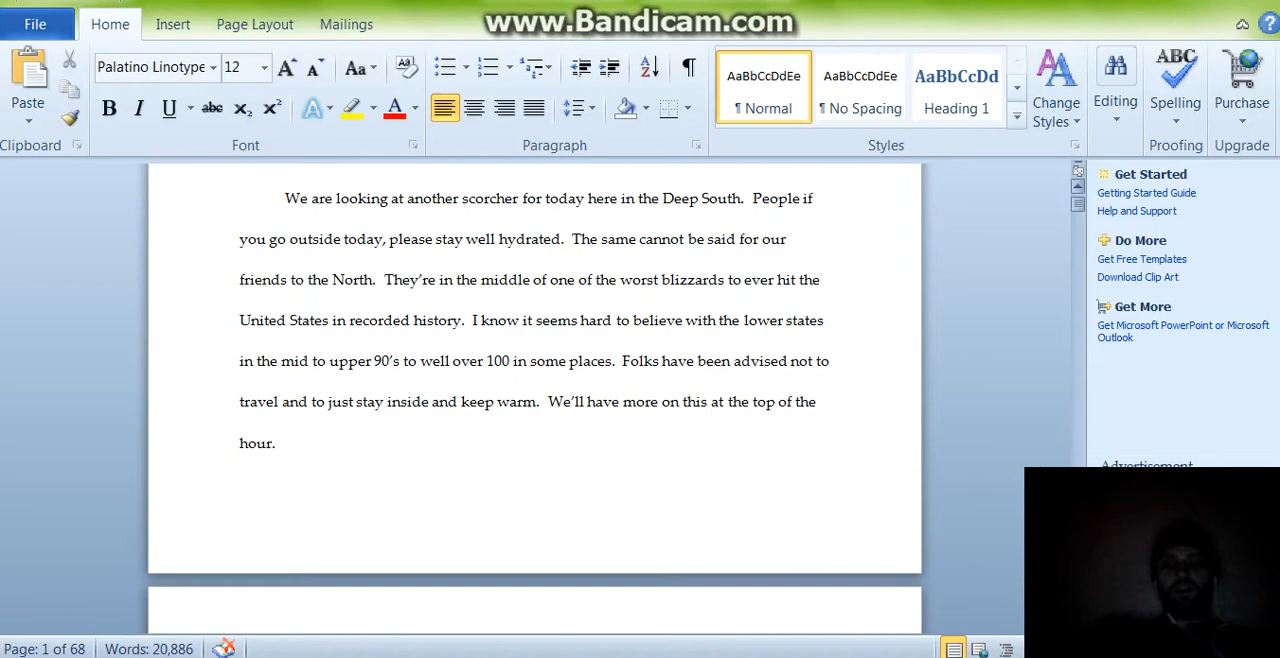 www.Bandicam.com
File Home Insert Page Layout Mailings
Palatino Linotype 12
AaBbCcDdEe AaBbCcDdEe AaBbCcDd
¶ Normal ¶ No Spacing Heading 1
Paste
Change Styles
Editing
ABC
Spelling
Purchase
Clipboard Font Paragraph Styles Proofing Upgrade
We are looking at another scorcher for today here in the Deep South. People if
you go outside today, please stay well hydrated. The same cannot be said for our
friends to the North. They’re in the middle of one of the worst blizzards to ever hit the
United States in recorded history. I know it seems hard to believe with the lower states
in the mid to upper 90’s to well over 100 in some places. Folks have been advised not to
travel and to just stay inside and keep warm. We’ll have more on this at the top of the
hour.
Get Started
Getting Started Guide
Help and Support
Do More
Get Free Templates
Download Clip Art
Get More
Get Microsoft PowerPoint or Microsoft
Outlook
Advertisement
Page: 1 of 68 Words: 20,886